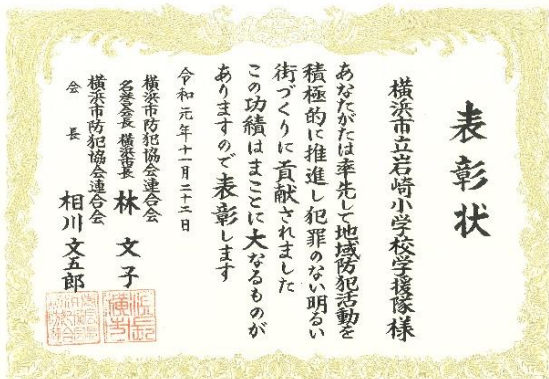 表彰状
横浜市立岩崎小学校学援隊様
あなたがたは率先して地域防犯活動を
積極的に推進し犯罪のない明るい
街づくりに貢献されました
この功績はまことに大なるものが
ありますので表彰します
令和元年十一月二十二日
横浜市防犯協会連合会
名誉会長 横浜市長 林文子
横浜市防犯協会連合会
会長 相川文五郎